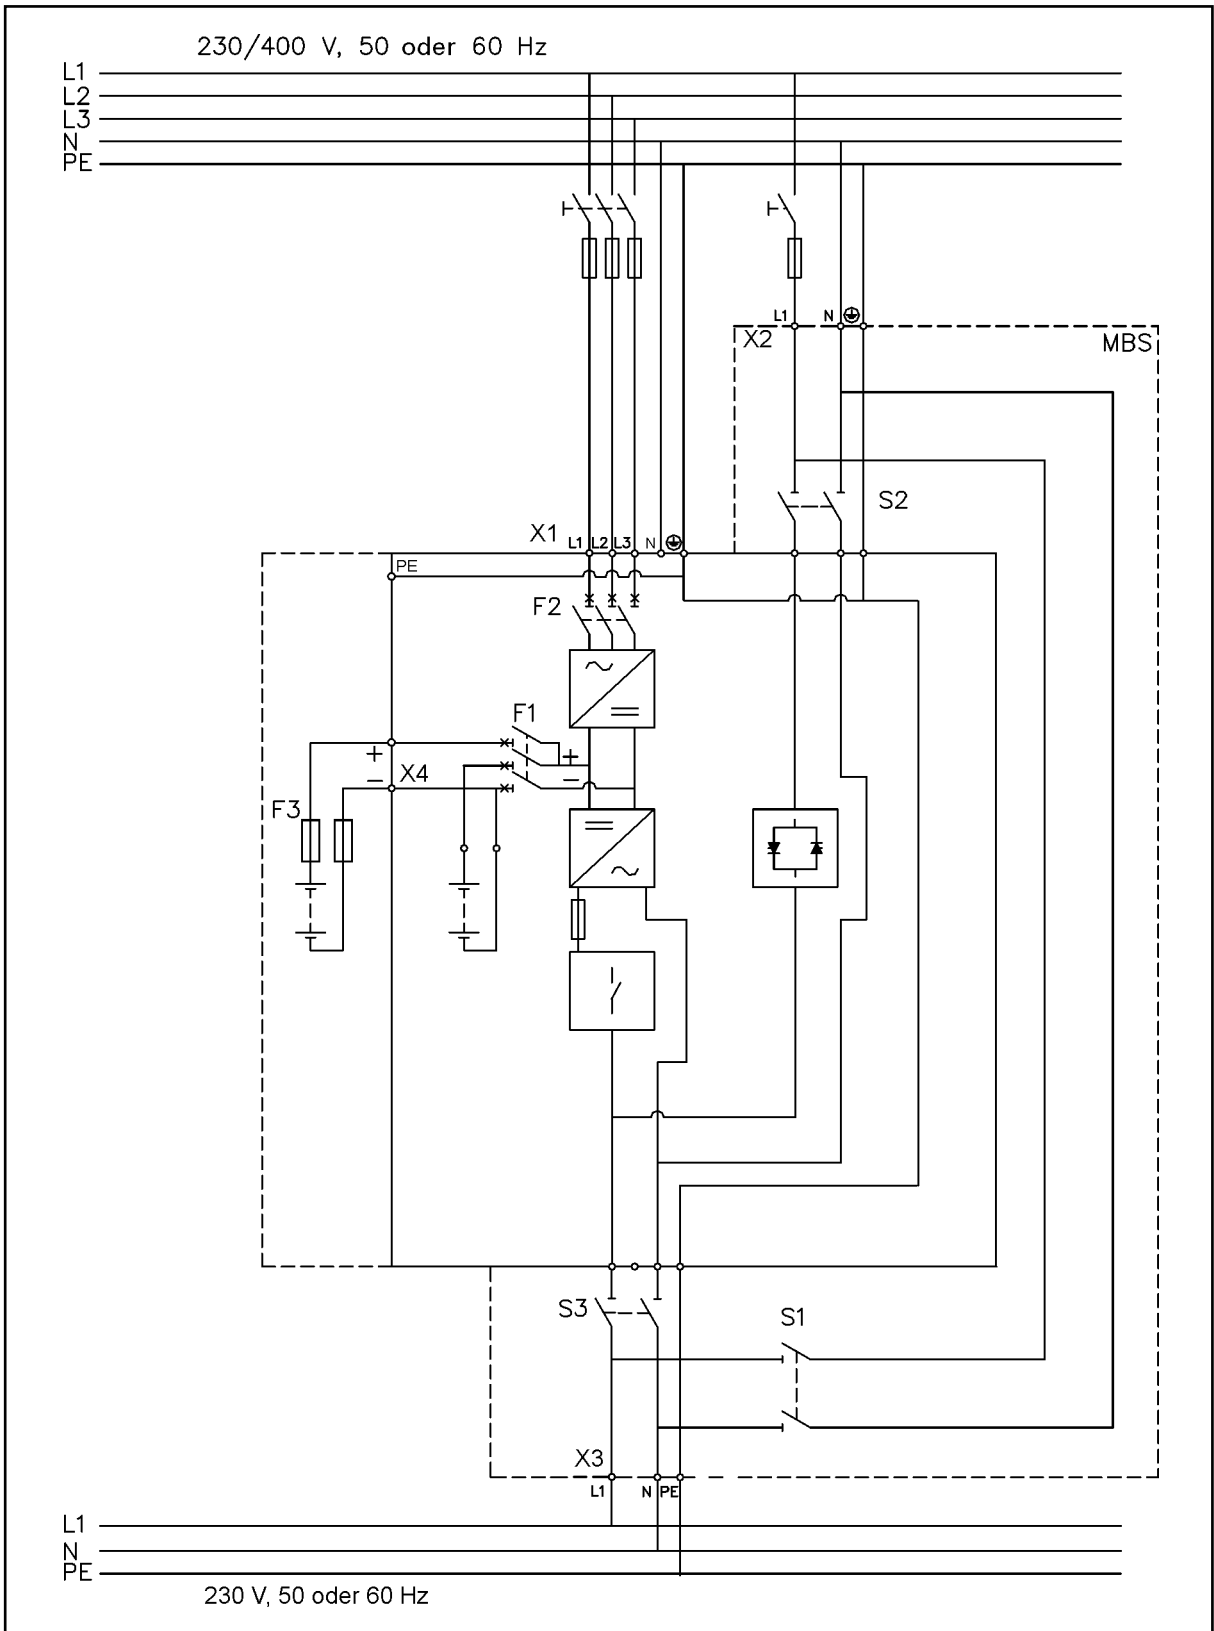 230/400 V, 50 oder 60 Hz
L1
L2
L3
N
PE
L1 N
X2 MBS
S2
X1 L1 L2 L3 N
PE
F2
F1
+ +
− −
X4
F3
S3 S1
X3
L1 N PE
L1
N
PE
230 V, 50 oder 60 Hz